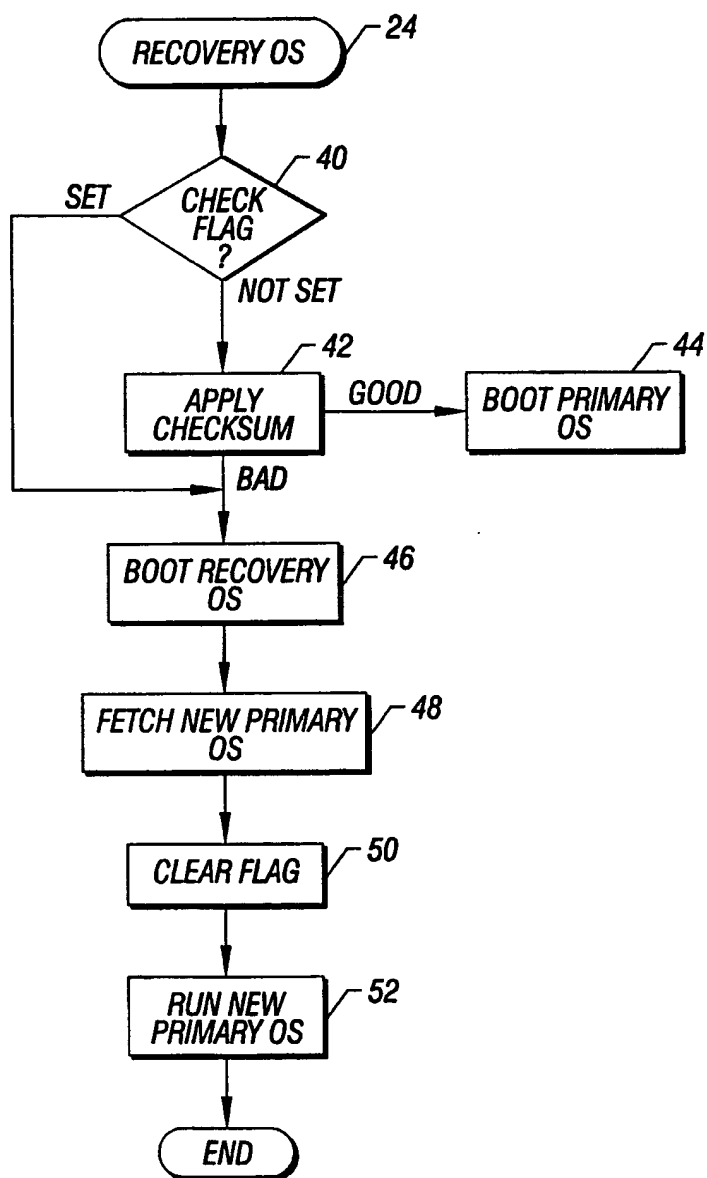 RECOVERY OS
24
40
SET
CHECK
FLAG
?
NOT SET
42
44
APPLY
CHECKSUM
GOOD
BOOT PRIMARY
OS
BAD
BOOT RECOVERY
OS
46
FETCH NEW PRIMARY
OS
48
CLEAR FLAG
50
RUN NEW
PRIMARY OS
52
END